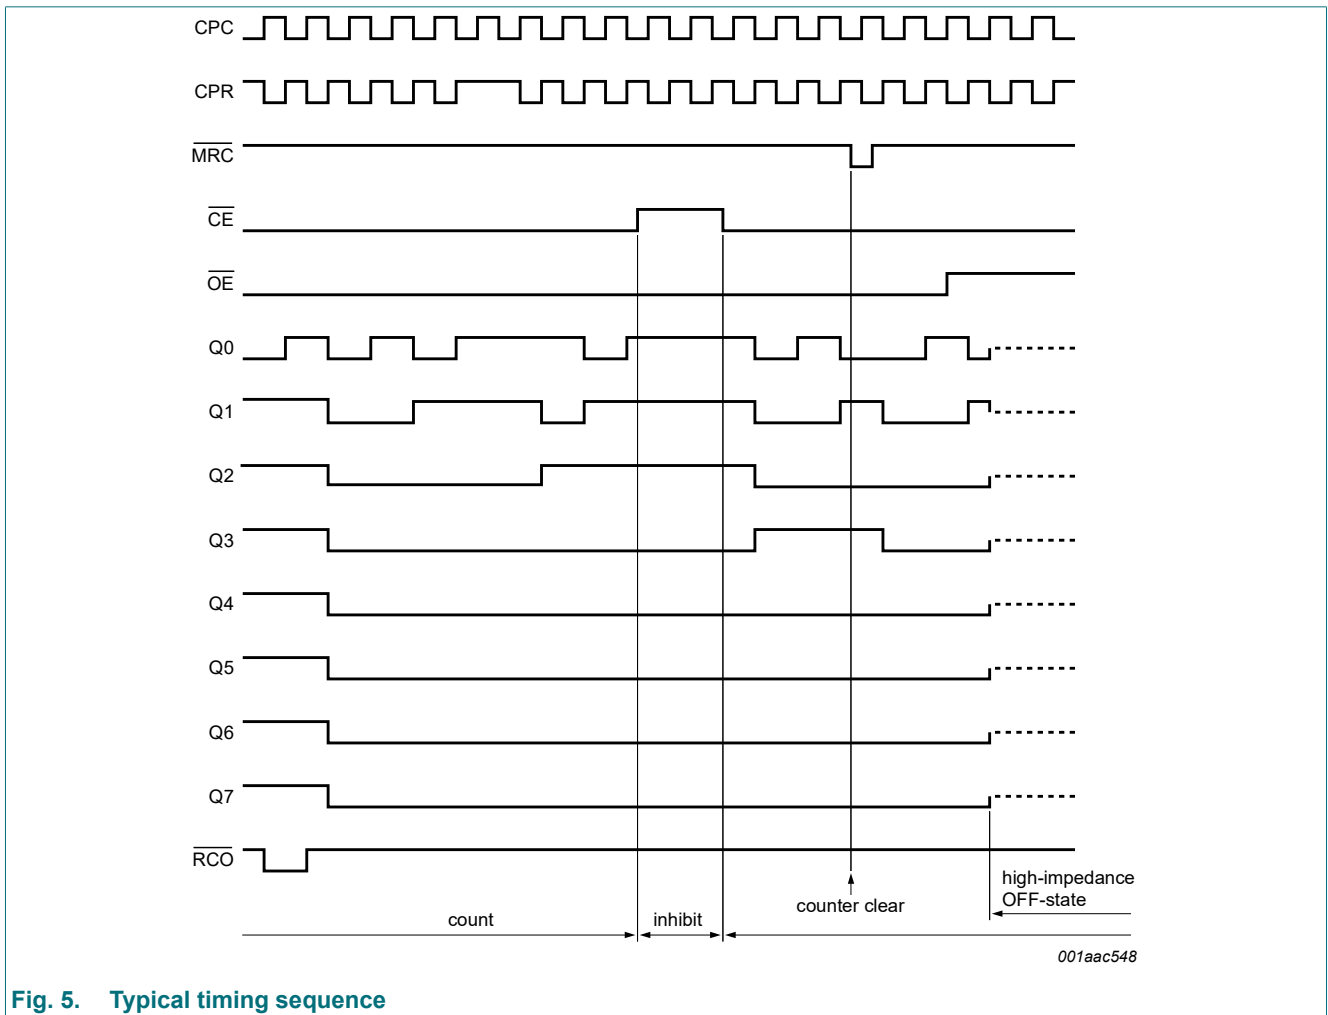 CPC
CPR
MRC
CE
OE
Q0
Q1
Q2
Q3
Q4
Q5
Q6
Q7
RCO
high-impedance
OFF-state
counter clear
count
inhibit
001aac548
Fig. 5. Typical timing sequence